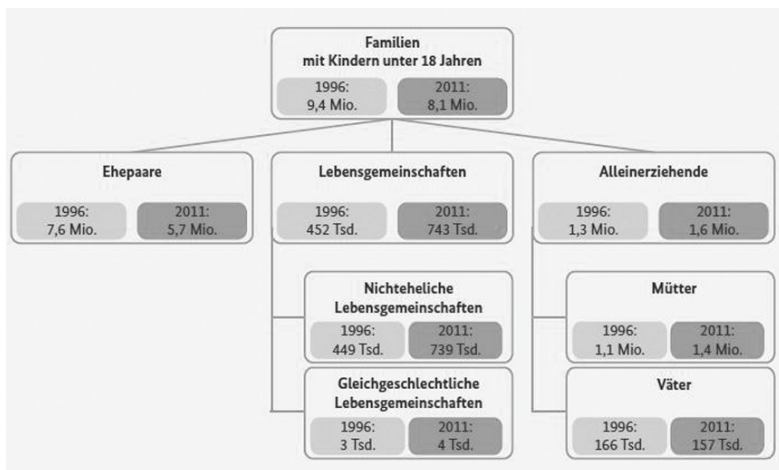 Familien
mit Kindern unter 18 Jahren
1996:
9,4 Mio.
2011:
8,1 Mio.
Ehepaare
1996:
7,6 Mio.
2011:
5,7 Mio.
Lebensgemeinschaften
1996:
452 Tsd.
2011:
743 Tsd.
Alleinerziehende
1996:
1,3 Mio.
2011:
1,6 Mio.
Nichteheliche
Lebensgemeinschaften
1996:
449 Tsd.
2011:
739 Tsd.
Gleichgeschlechtliche
Lebensgemeinschaften
1996:
3 Tsd.
2011:
4 Tsd.
Mütter
1996:
1,1 Mio.
2011:
1,4 Mio.
Väter
1996:
166 Tsd.
2011:
157 Tsd.